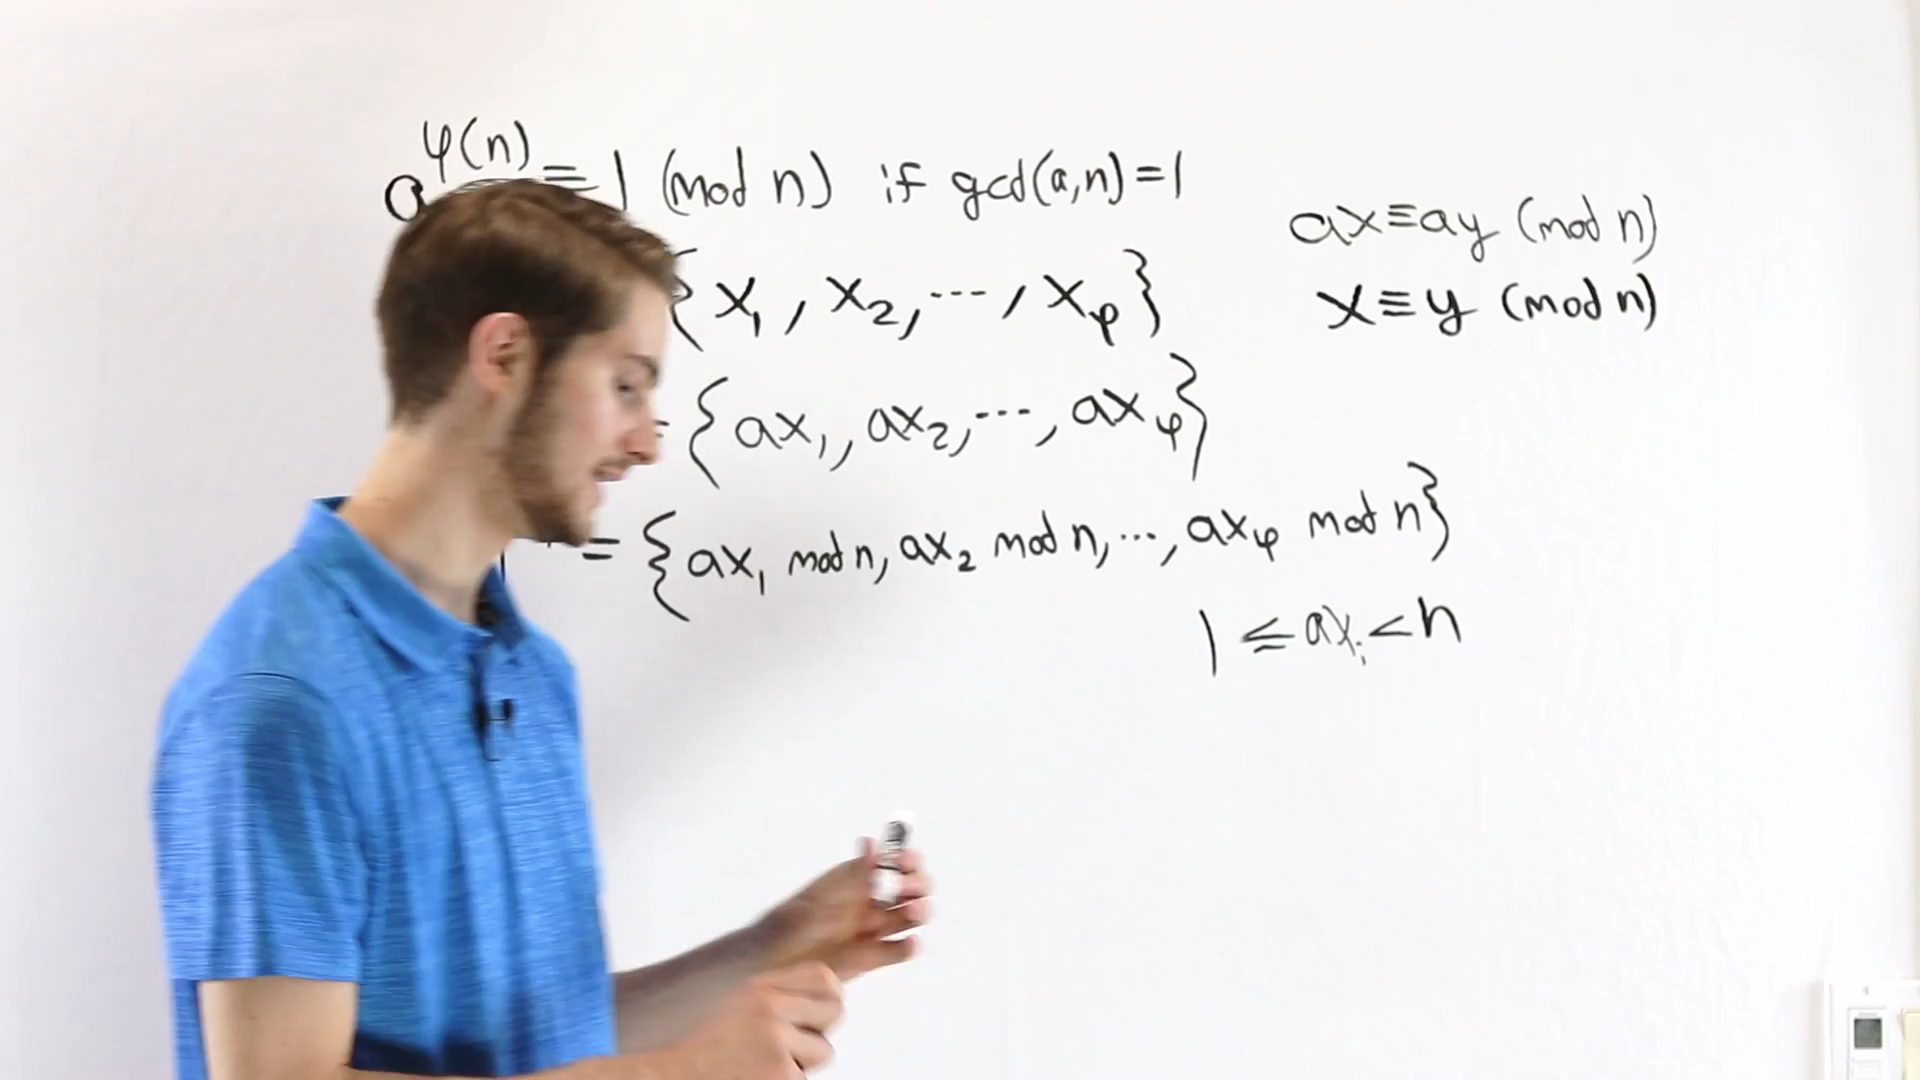 a^φ(n) ≡ 1 (mod n) if gcd(a,n)=1
{x₁, x₂, ..., xφ}
= {ax₁, ax₂, ..., axφ}
= {ax₁ mod n, ax₂ mod n, ..., axφ mod n}
1 ≤ axᵢ < n
ax ≡ ay (mod n)
x ≡ y (mod n)